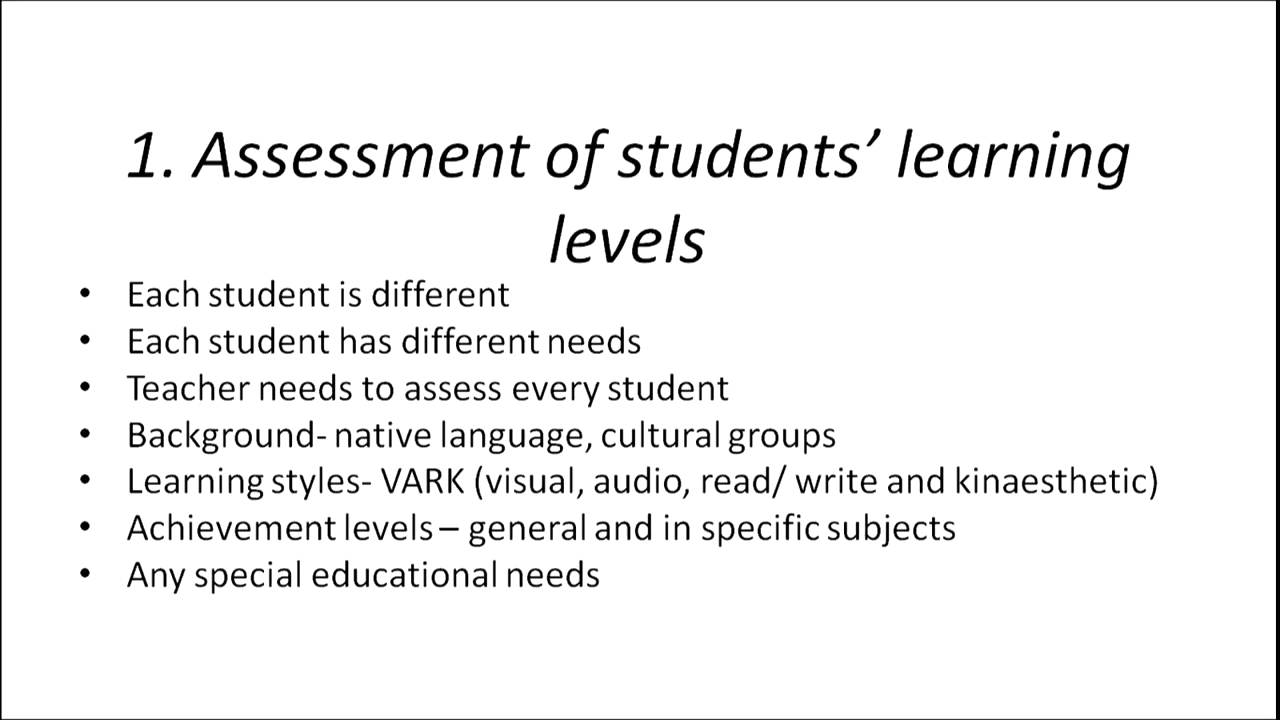 1. Assessment of students’ learning
levels
• Each student is different
• Each student has different needs
• Teacher needs to assess every student
• Background- native language, cultural groups
• Learning styles- VARK (visual, audio, read/ write and kinaesthetic)
• Achievement levels – general and in specific subjects
• Any special educational needs